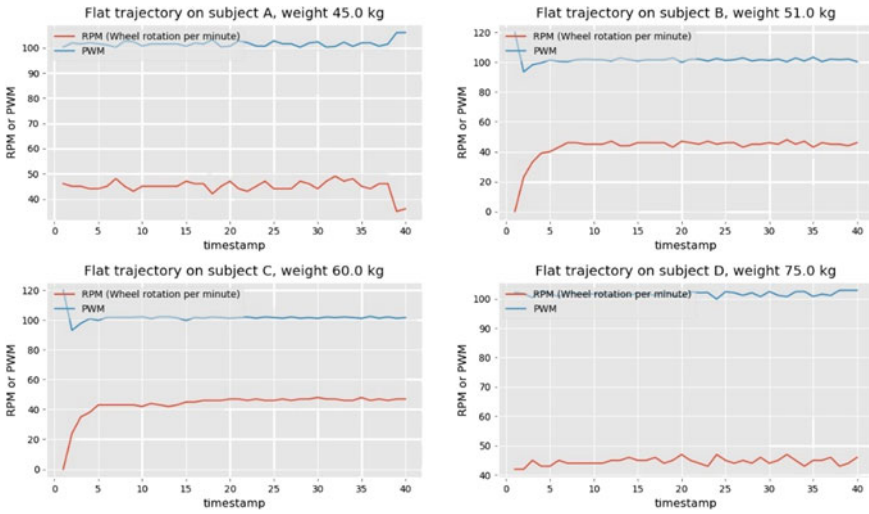 Flat trajectory on subject A, weight 45.0 kg
RPM (Wheel rotation per minute)
PWM
RPM or PWM
100
90
80
70
60
50
40
0 5 10 15 20 25 30 35 40
timestamp
Flat trajectory on subject B, weight 51.0 kg
RPM (Wheel rotation per minute)
PWM
RPM or PWM
120
100
80
60
40
20
0
0 5 10 15 20 25 30 35 40
timestamp
Flat trajectory on subject C, weight 60.0 kg
RPM (Wheel rotation per minute)
PWM
RPM or PWM
120
100
80
60
40
20
0
0 5 10 15 20 25 30 35 40
timestamp
Flat trajectory on subject D, weight 75.0 kg
RPM (Wheel rotation per minute)
PWM
RPM or PWM
100
90
80
70
60
50
40
0 5 10 15 20 25 30 35 40
timestamp